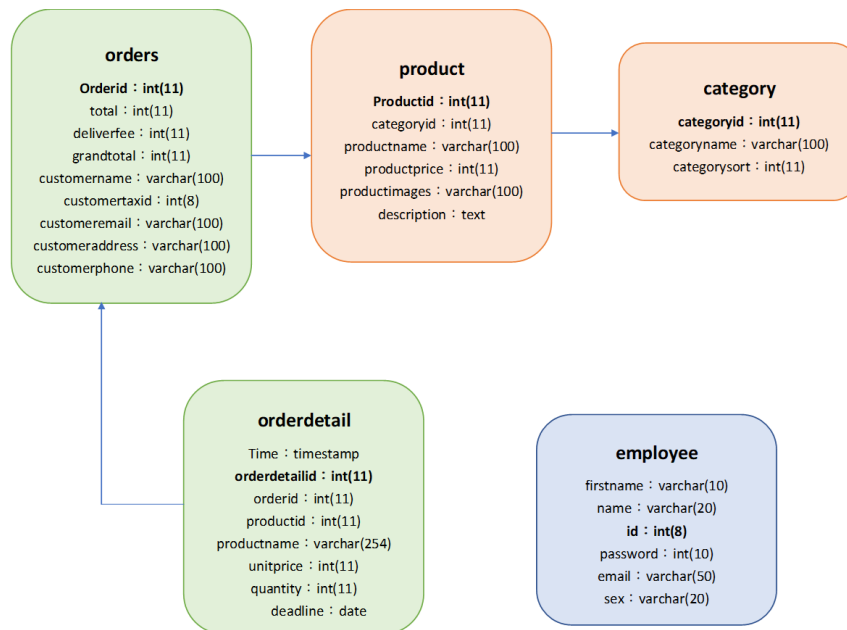 orders
Orderid：int(11)
total：int(11)
deliverfee：int(11)
grandtotal：int(11)
customername：varchar(100)
customertaxid：int(8)
customeremail：varchar(100)
customeraddress：varchar(100)
customerphone：varchar(100)
product
Productid：int(11)
categoryid：int(11)
productname：varchar(100)
productprice：int(11)
productimages：varchar(100)
description：text
category
categoryid：int(11)
categoryname：varchar(100)
categorysort：int(11)
orderdetail
Time：timestamp
orderdetailid：int(11)
orderid：int(11)
productid：int(11)
productname：varchar(254)
unitprice：int(11)
quantity：int(11)
deadline：date
employee
firstname：varchar(10)
name：varchar(20)
id：int(8)
password：int(10)
email：varchar(50)
sex：varchar(20)